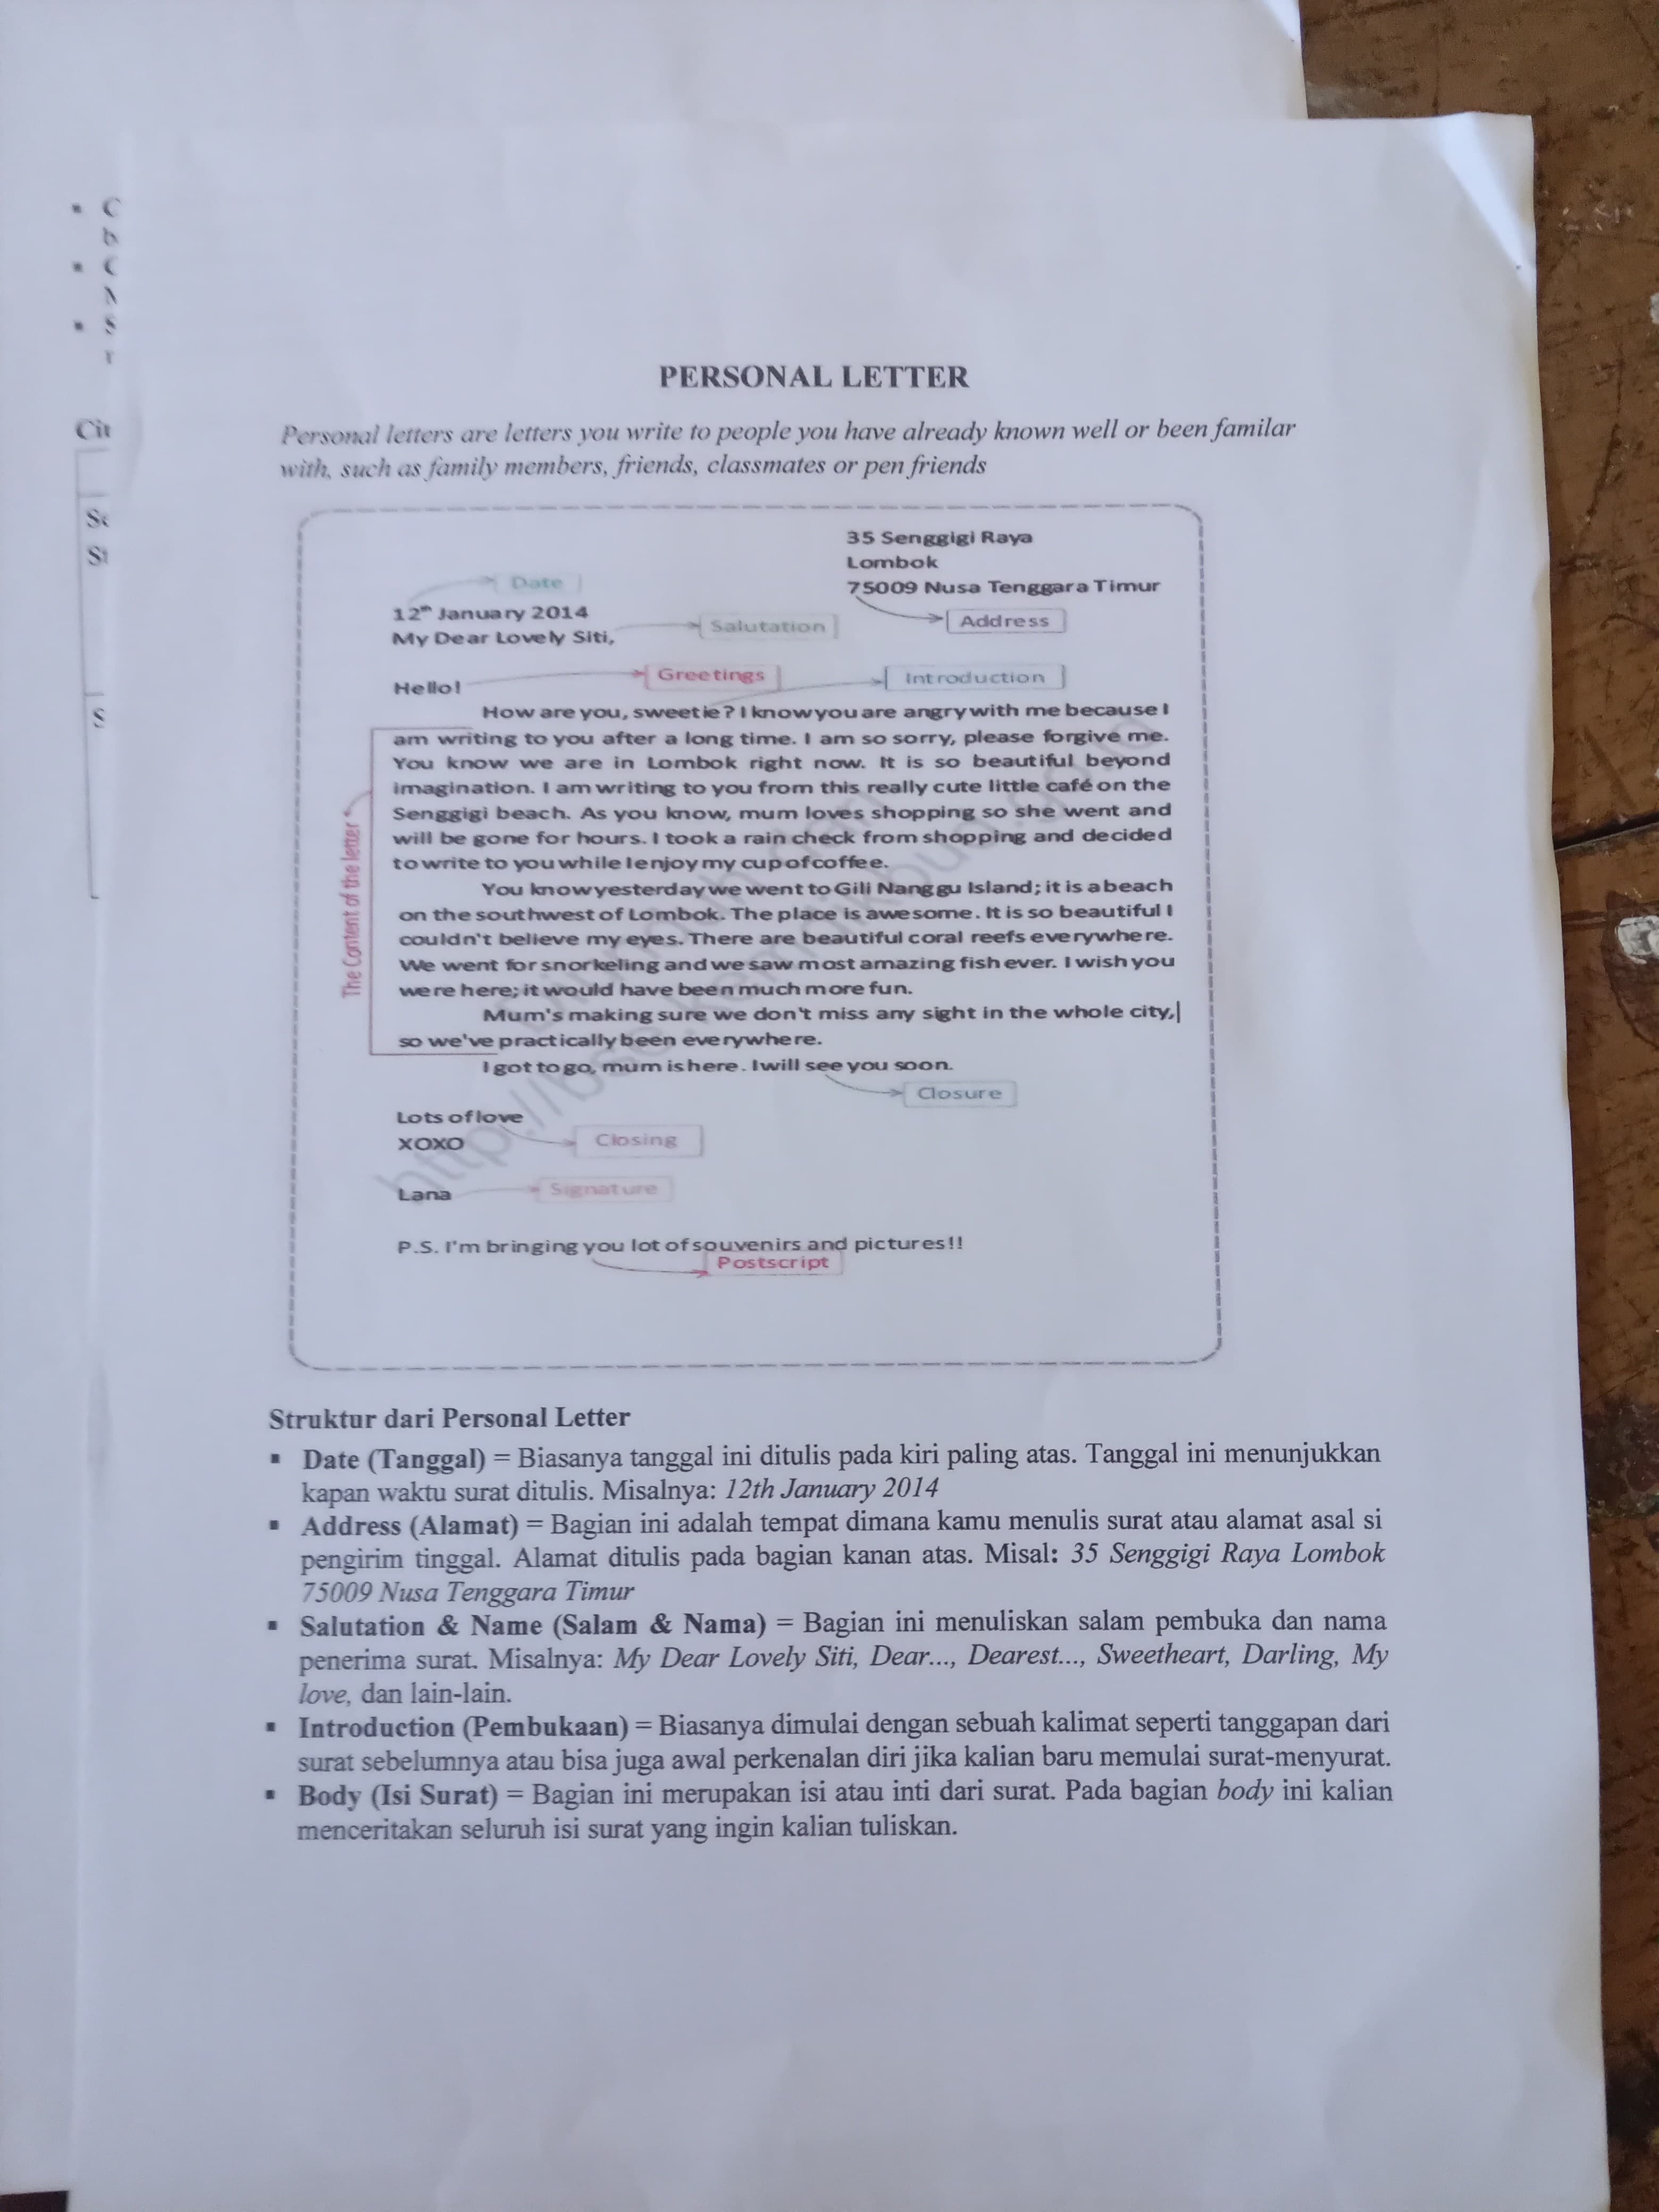 PERSONAL LETTER
Personal letters are letters you write to people you have already known well or been familar
with, such as family members, friends, classmates or pen friends
35 Senggigi Raya
Lombok
75009 Nusa Tenggara Timur
Address
Date
12th January 2014
My Dear Lovely Siti,
Salutation
Hello!
Greetings
Introduction
How are you, sweetie? I know you are angry with me because I
am writing to you after a long time. I am so sorry, please forgive me.
You know we are in Lombok right now. It is so beautiful beyond
imagination. I am writing to you from this really cute little café on the
Senggigi beach. As you know, mum loves shopping so she went and
will be gone for hours. I took a rain check from shopping and decided
to write to you while I enjoy my cup of coffee.
You know yesterday we went to Gili Nanggu Island; it is a beach
on the southwest of Lombok. The place is awesome. It is so beautiful I
couldn't believe my eyes. There are beautiful coral reefs everywhere.
We went for snorkeling and we saw most amazing fish ever. I wish you
were here; it would have been much more fun.
Mum's making sure we don't miss any sight in the whole city,
so we've practically been everywhere.
I got to go, mum is here. I will see you soon.
The Content of the letter
Closure
Lots of love
XOXO
Closing
Lana
Signature
P.S. I'm bringing you lot of souvenirs and pictures!!
Postscript
Struktur dari Personal Letter
▪ Date (Tanggal) = Biasanya tanggal ini ditulis pada kiri paling atas. Tanggal ini menunjukkan
kapan waktu surat ditulis. Misalnya: 12th January 2014
▪ Address (Alamat) = Bagian ini adalah tempat dimana kamu menulis surat atau alamat asal si
pengirim tinggal. Alamat ditulis pada bagian kanan atas. Misal: 35 Senggigi Raya Lombok
75009 Nusa Tenggara Timur
▪ Salutation & Name (Salam & Nama) = Bagian ini menuliskan salam pembuka dan nama
penerima surat. Misalnya: My Dear Lovely Siti, Dear..., Dearest..., Sweetheart, Darling, My
love, dan lain-lain.
▪ Introduction (Pembukaan) = Biasanya dimulai dengan sebuah kalimat seperti tanggapan dari
surat sebelumnya atau bisa juga awal perkenalan diri jika kalian baru memulai surat-menyurat.
▪ Body (Isi Surat) = Bagian ini merupakan isi atau inti dari surat. Pada bagian body ini kalian
menceritakan seluruh isi surat yang ingin kalian tuliskan.